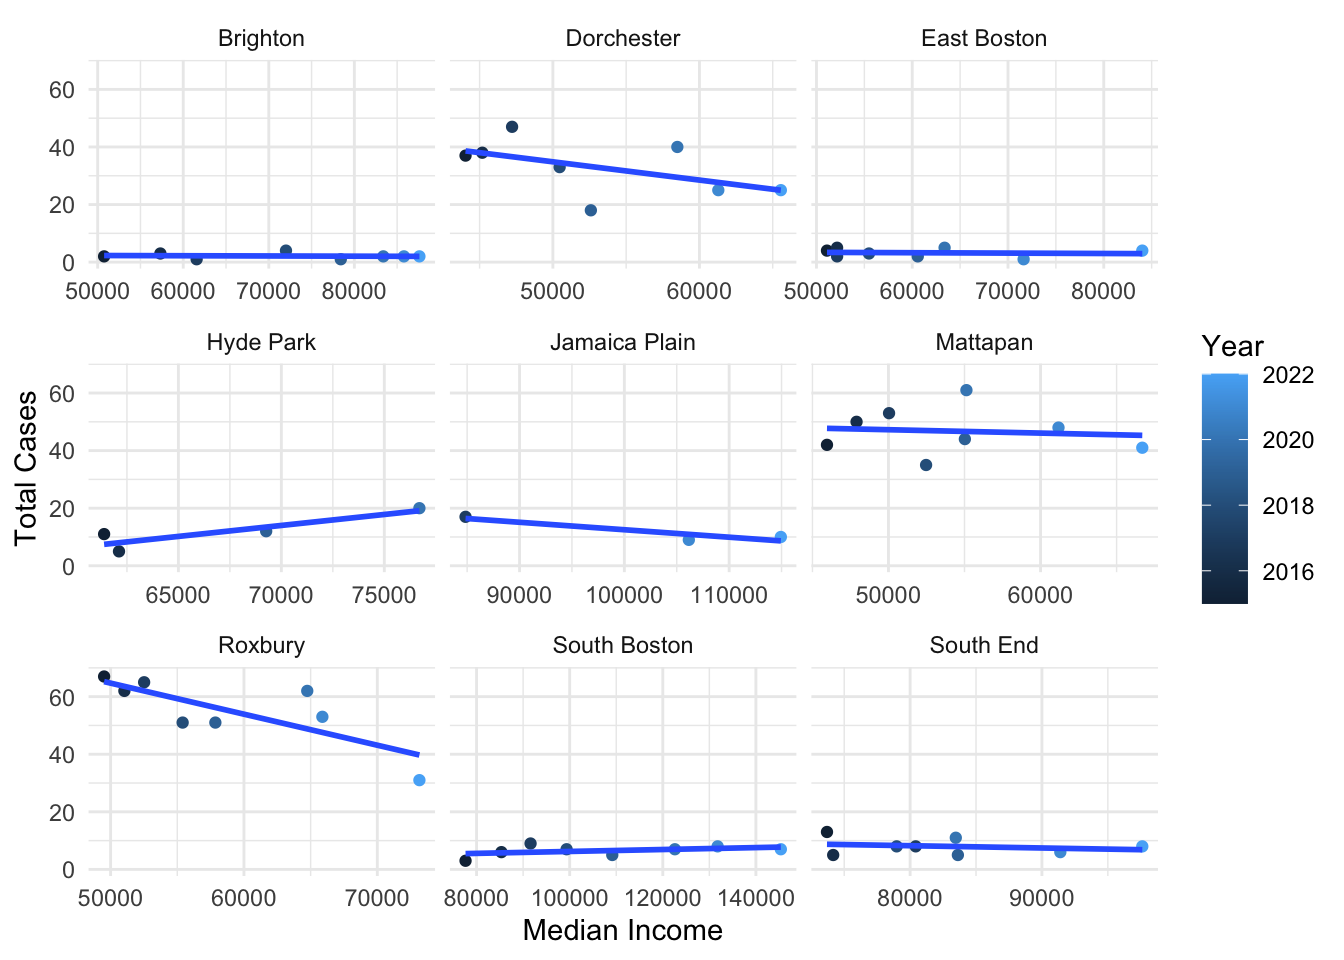 Brighton Dorchester East Boston
60
40
20
0
50000 60000 70000 80000 50000 60000 50000 60000 70000 80000
Hyde Park Jamaica Plain Mattapan
60
40
20
0
65000 70000 75000 90000 100000 110000 50000 60000
Roxbury South Boston South End
60
40
20
0
50000 60000 70000 80000 100000 120000 140000 80000 90000
Median Income
Total Cases
Year
2022
2020
2018
2016